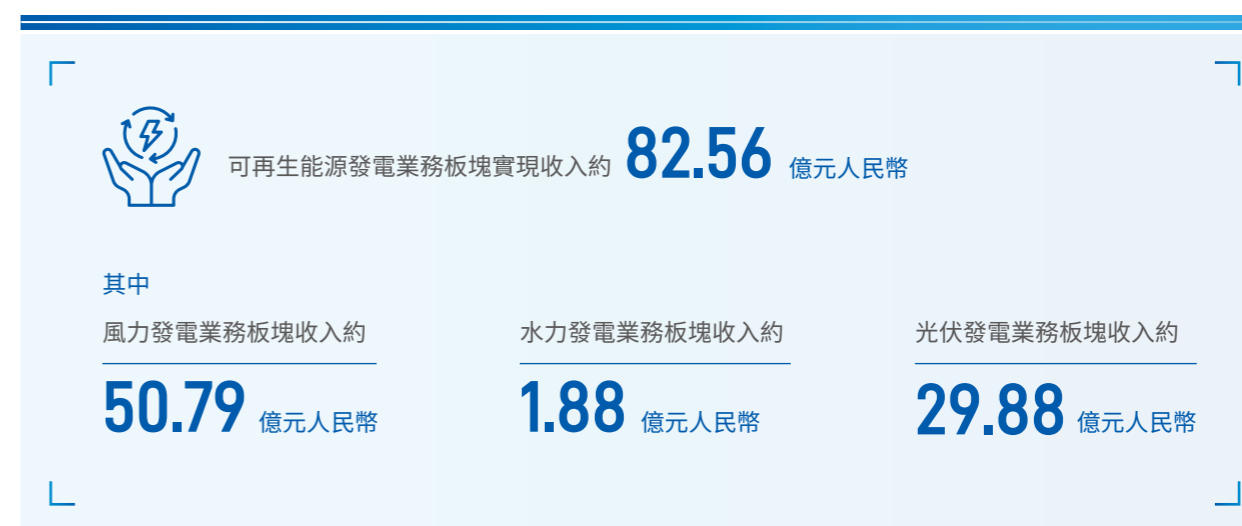 可再生能源發電業務板塊實現收入約 82.56 億元人民幣
其中
風力發電業務板塊收入約
水力發電業務板塊收入約
光伏發電業務板塊收入約
50.79 億元人民幣
1.88 億元人民幣
29.88 億元人民幣